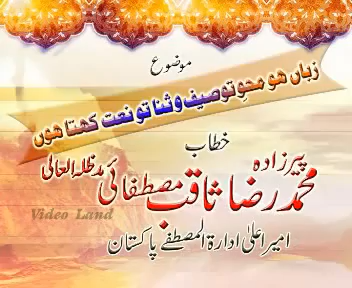 موضوع
زباں ہو محوِ توصیف و ثنا تو نعت کہتا ہوں
خطاب
پیرزادہ
محمد رضا ثاقب مصطفائی مدظلہ العالی
Video Land
امیر اعلیٰ ادارۃ المصطفےٰ پاکستان